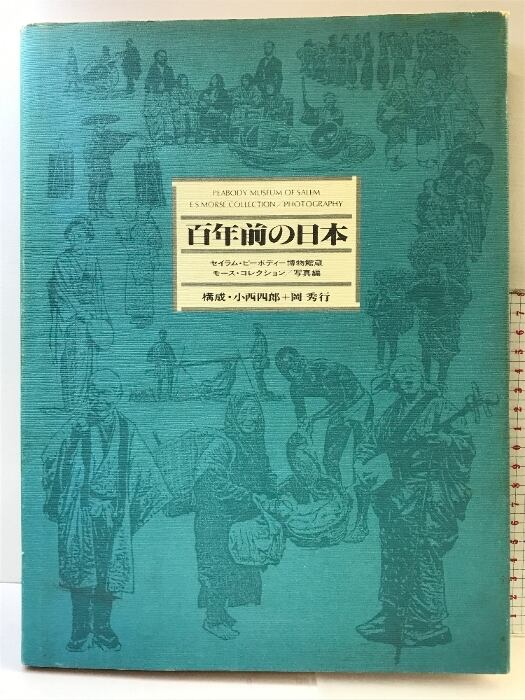 PEABODY MUSEUM OF SALEM
E.S.MORSE COLLECTION/PHOTOGRAPHY
百年前の日本
セイラム・ピーボディー博物館蔵
モース・コレクション/写真編
構成・小西四郎+岡 秀行